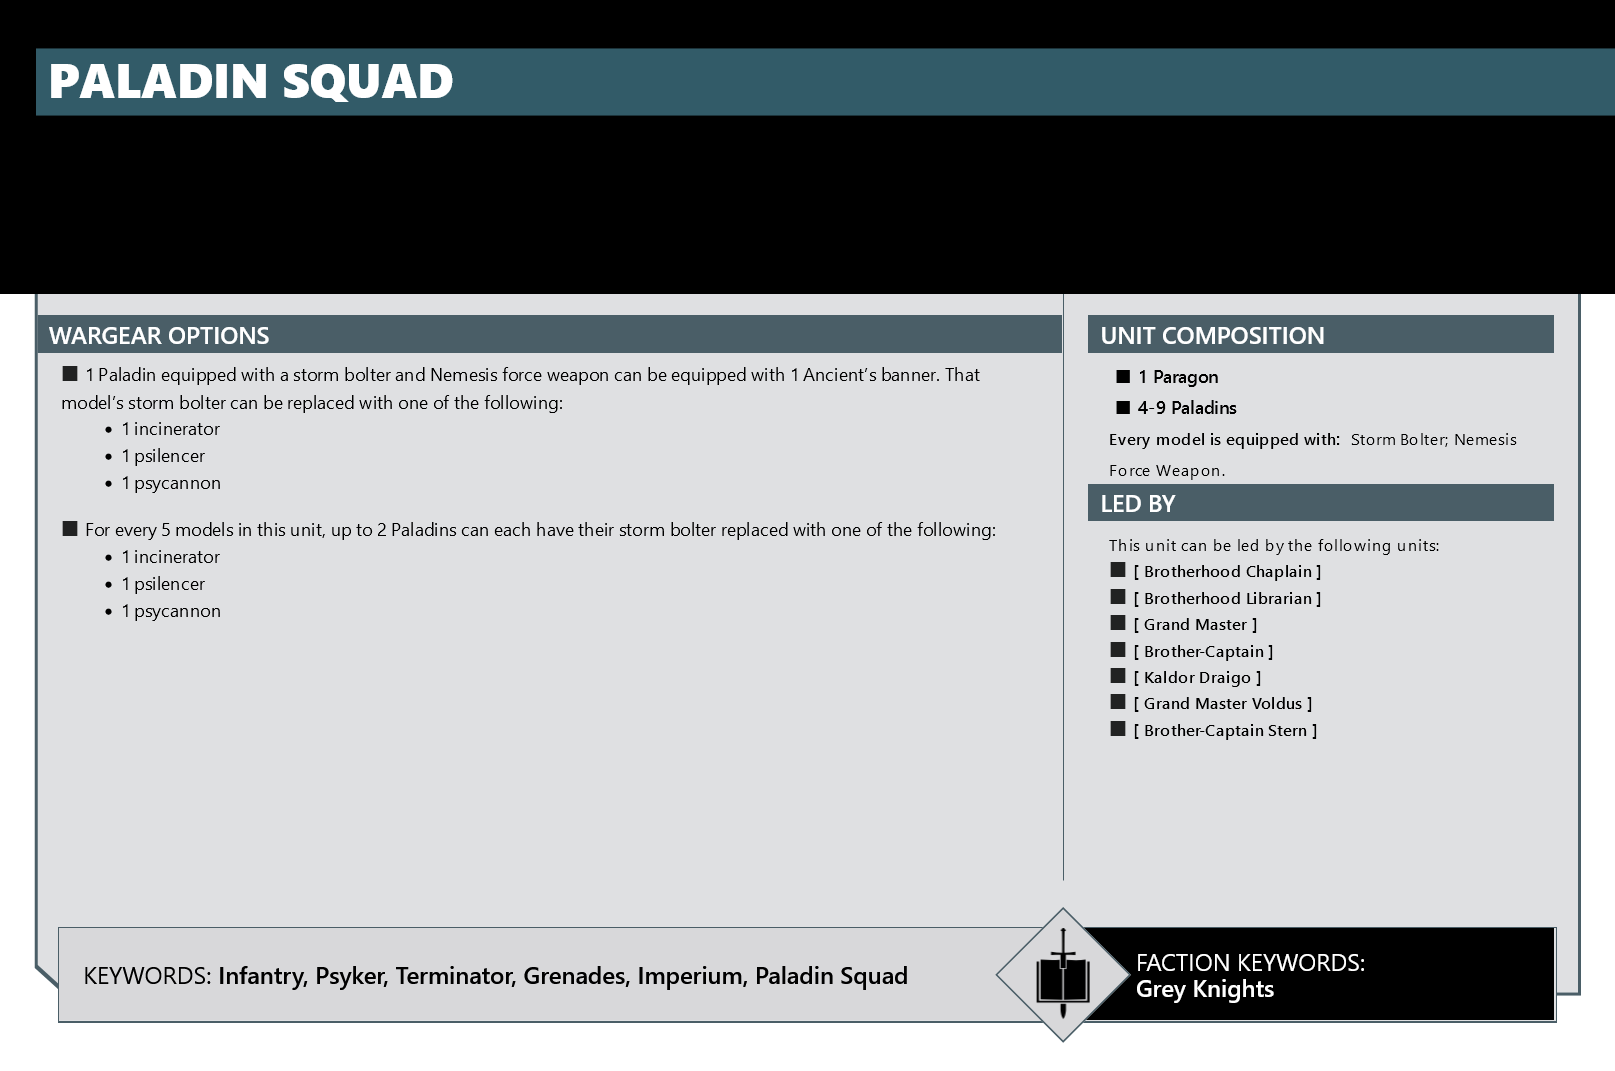 PALADIN SQUAD
WARGEAR OPTIONS
■ 1 Paladin equipped with a storm bolter and Nemesis force weapon can be equipped with 1 Ancient’s banner. That
model’s storm bolter can be replaced with one of the following:
• 1 incinerator
• 1 psilencer
• 1 psycannon
■ For every 5 models in this unit, up to 2 Paladins can each have their storm bolter replaced with one of the following:
• 1 incinerator
• 1 psilencer
• 1 psycannon
UNIT COMPOSITION
■ 1 Paragon
■ 4-9 Paladins
Every model is equipped with: Storm Bolter; Nemesis
Force Weapon.
LED BY
This unit can be led by the following units:
■ [ Brotherhood Chaplain ]
■ [ Brotherhood Librarian ]
■ [ Grand Master ]
■ [ Brother-Captain ]
■ [ Kaldor Draigo ]
■ [ Grand Master Voldus ]
■ [ Brother-Captain Stern ]
KEYWORDS: Infantry, Psyker, Terminator, Grenades, Imperium, Paladin Squad
FACTION KEYWORDS:
Grey Knights